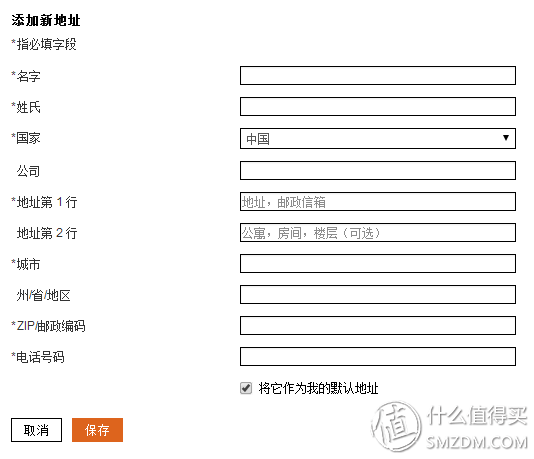 添加新地址
*指必填字段
*名字
*姓氏
*国家 中国
公司
*地址第 1 行 地址，邮政信箱
地址第 2 行 公寓，房间，楼层（可选）
*城市
州/省/地区
*ZIP/邮政编码
*电话号码
将它作为我的默认地址
取消 保存
值 什么值得买
SMZDM.COM